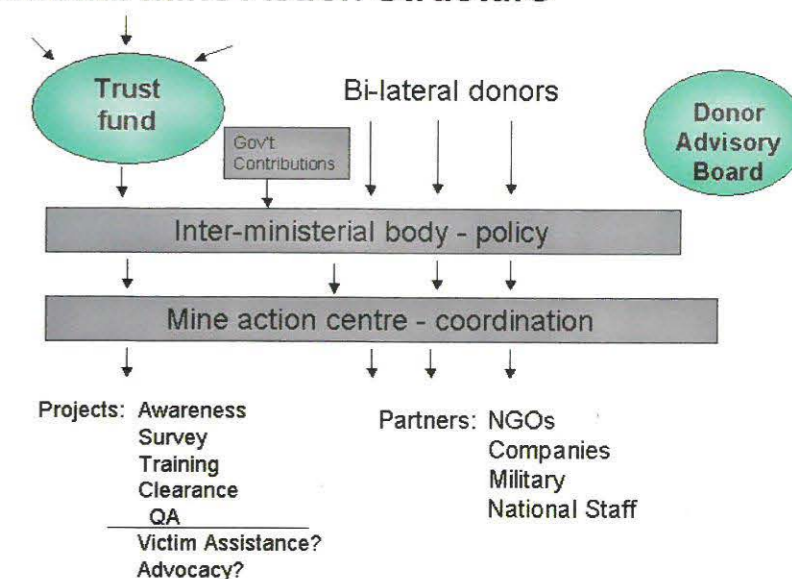 Trust
fund
Bi-lateral donors
Donor
Advisory
Board
Gov't
Contributions
Inter-ministerial body - policy
Mine action centre - coordination
Projects: Awareness
Survey
Training
Clearance
QA
Victim Assistance?
Advocacy?
Partners: NGOs
Companies
Military
National Staff